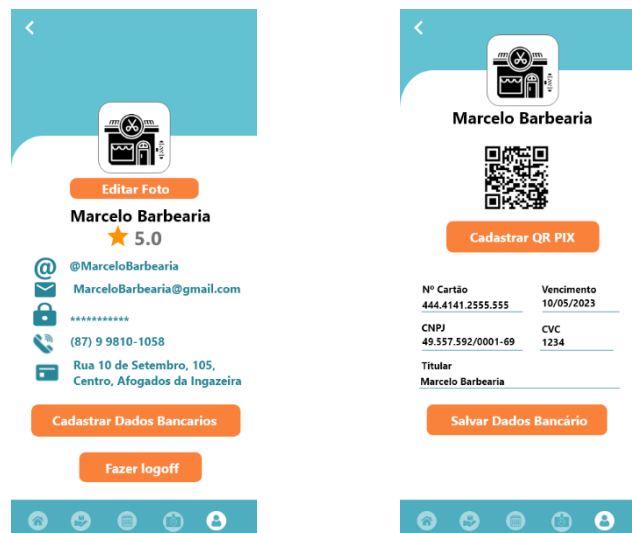 Editar Foto
Marcelo Barbearia
5.0
@MarceloBarbearia
MarceloBarbearia@gmail.com
***********
(87) 9 9810-1058
Rua 10 de Setembro, 105,
Centro, Afogados da Ingazeira
Cadastrar Dados Bancarios
Fazer logoff
Marcelo Barbearia
Cadastrar QR PIX
Nº Cartão
Vencimento
444.4141.2555.555
10/05/2023
CNPJ
CVC
49.557.592/0001-69
1234
Titular
Marcelo Barbearia
Salvar Dados Bancário